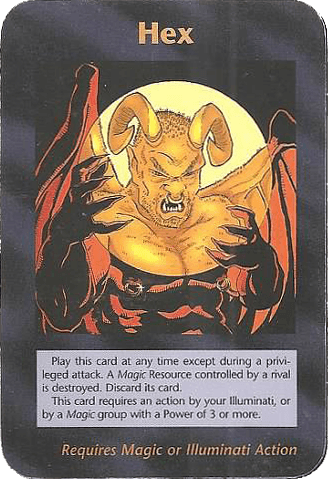 Hex
Play this card at any time except during a privi-
leged attack. A Magic Resource controlled by a rival
is destroyed. Discard its card.
This card requires an action by your Illuminati, or
by a Magic group with a Power of 3 or more.
Requires Magic or Illuminati Action